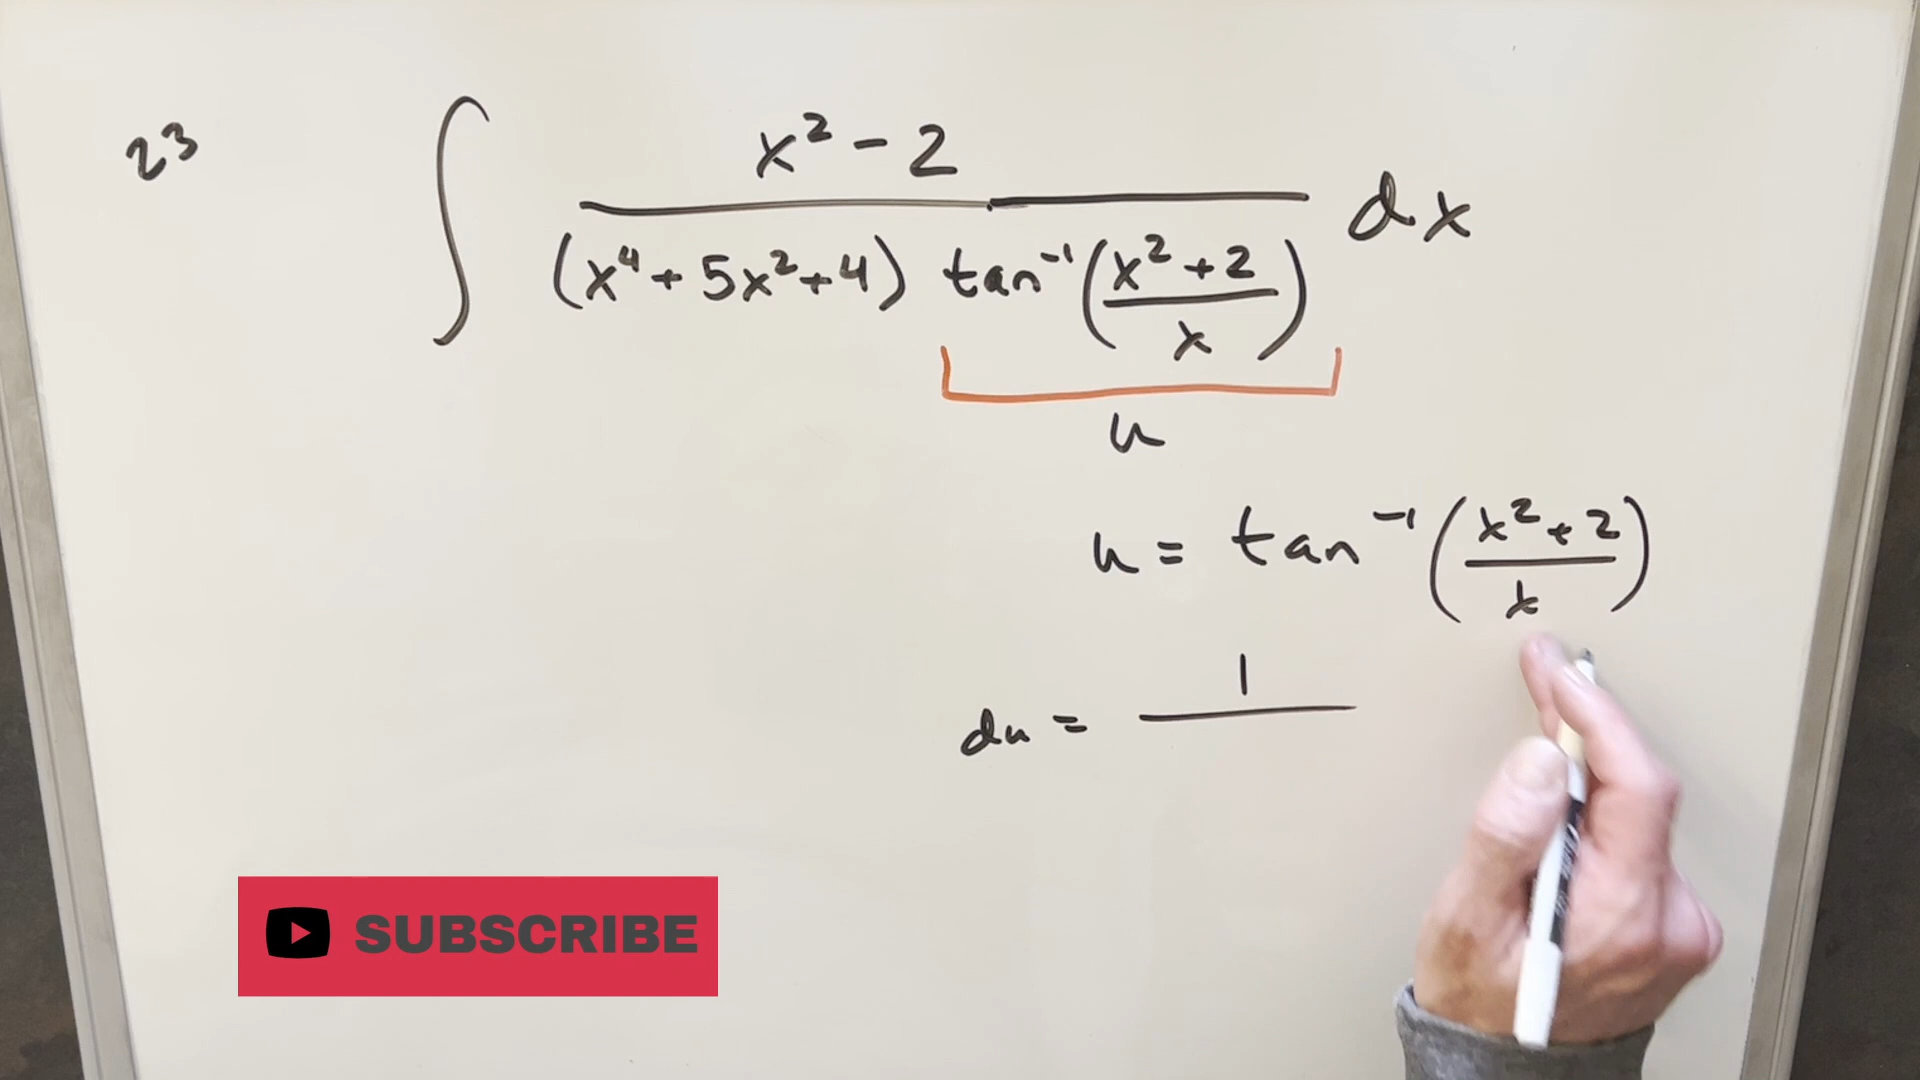 23
∫ x² - 2 / (x⁴ + 5x² + 4) tan⁻¹(x² + 2 / x) dx
u
u = tan⁻¹(x² + 2 / x)
du = 1 /
SUBSCRIBE